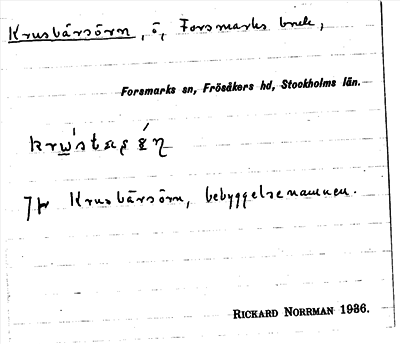 Krusbärsörn, ö, Forsmarks bruk,
Forsmarks sn, Frösåkers hd, Stockholms län.
Jfr Krusbärsörn, bebyggelsenamnen.
RICKARD NORRMAN 1936.